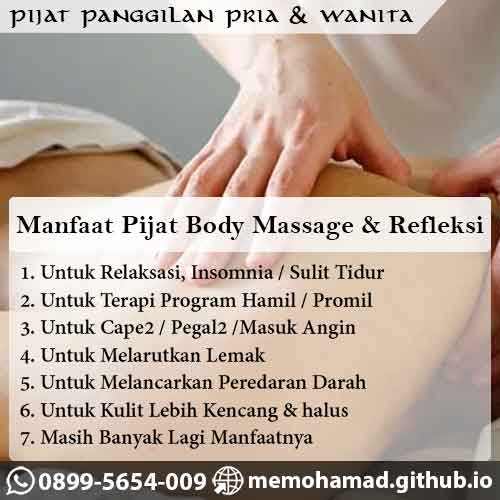 PIJAT PANGGILAN PRIA & WANITA
Manfaat Pijat Body Massage & Refleksi
1. Untuk Relaksasi, Insomnia / Sulit Tidur
2. Untuk Terapi Program Hamil / Promil
3. Untuk Cape2 / Pegal2 /Masuk Angin
4. Untuk Melarutkan Lemak
5. Untuk Melancarkan Peredaran Darah
6. Untuk Kulit Lebih Kencang & halus
7. Masih Banyak Lagi Manfaatnya
0899-5654-009 memohamad.github.io